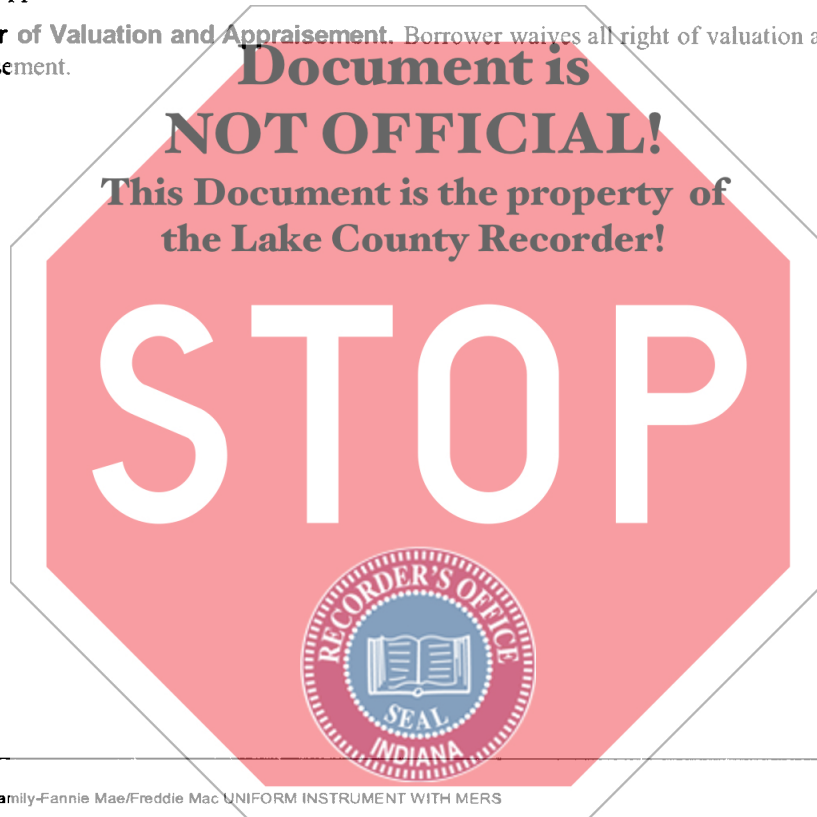 r of Valuation and Appraisement. Borrower waives all right of valuation a
ement.
Document is
NOT OFFICIAL!
This Document is the property of
the Lake County Recorder!
STOP
RECORDER'S OFFICE
SEAL
INDIANA
amily-Fannie Mae/Freddie Mac UNIFORM INSTRUMENT WITH MERS